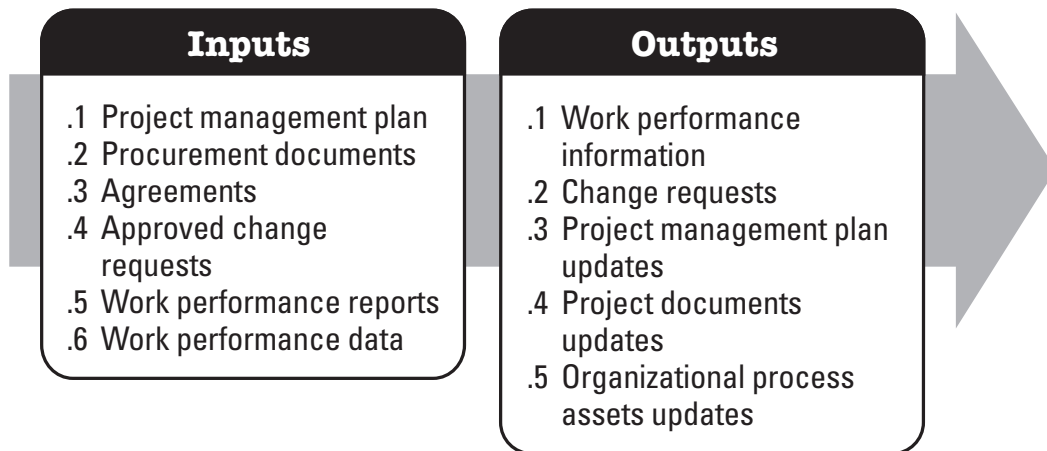 Inputs
.1 Project management plan
.2 Procurement documents
.3 Agreements
.4 Approved change
requests
.5 Work performance reports
.6 Work performance data
Outputs
.1 Work performance
information
.2 Change requests
.3 Project management plan
updates
.4 Project documents
updates
.5 Organizational process
assets updates